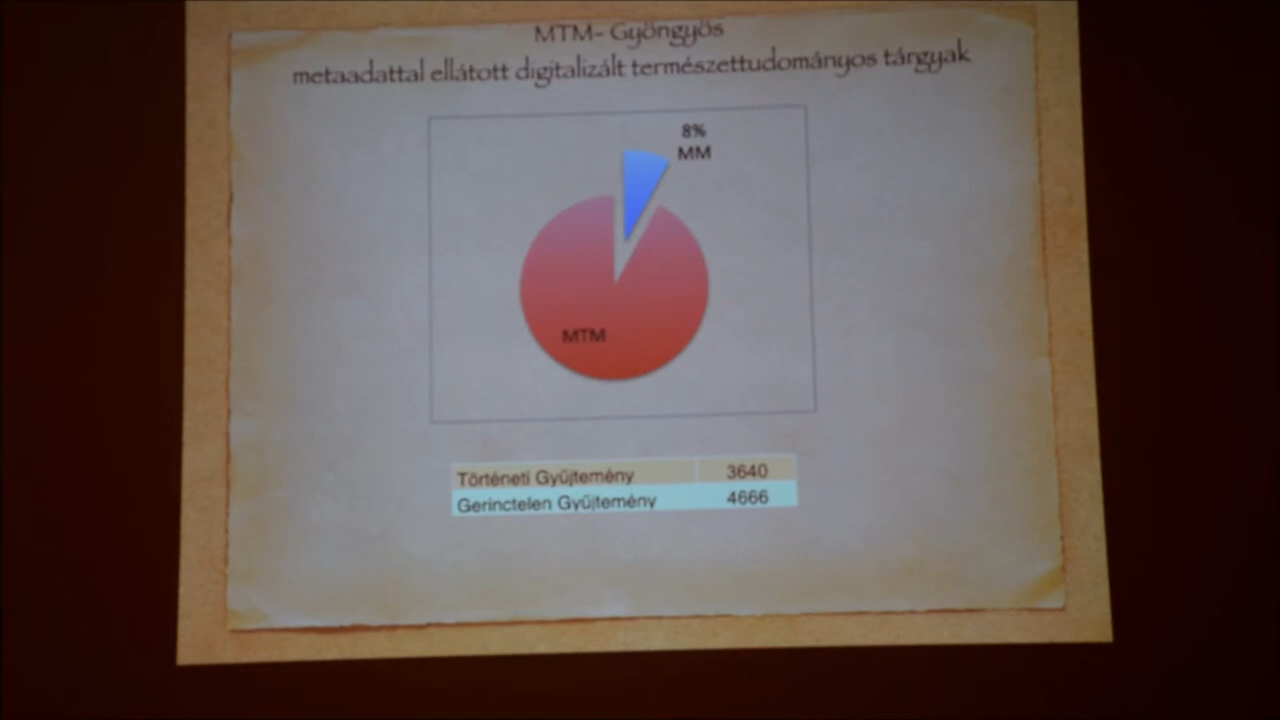 MTM- Gyöngyös
metaadattal ellátott digitalizált természettudományos tárgyak
8%
MM
MTM
Történeti Gyűjtemény 3640
Gerinctelen Gyűjtemény 4666